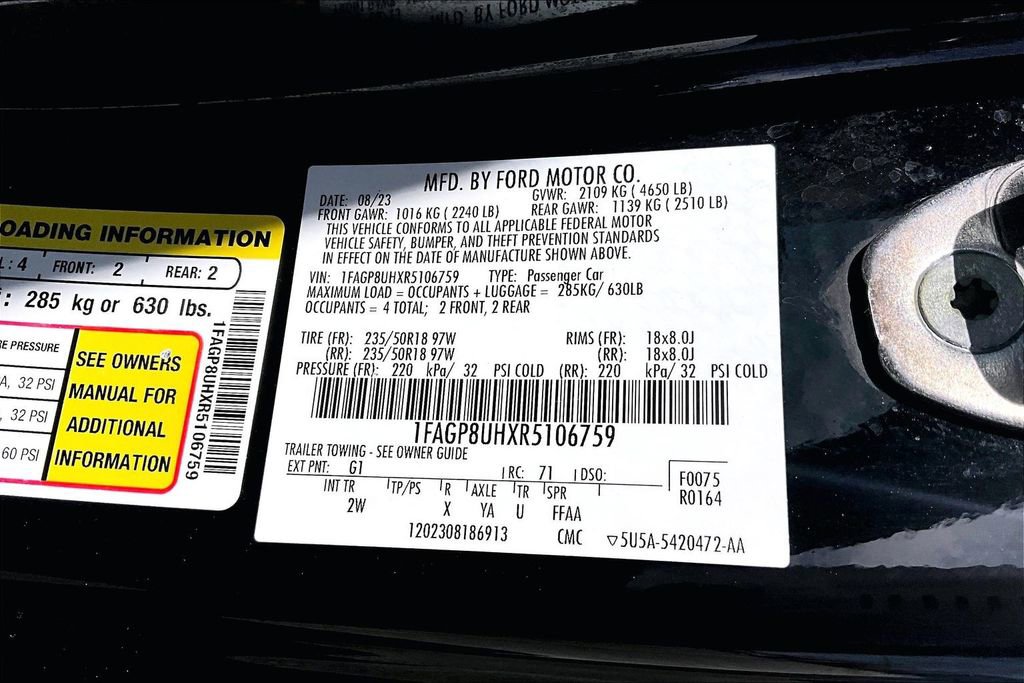 MFD. BY FORD MOTOR CO.
DATE: 08/23 GVWR: 2109 KG ( 4650 LB)
FRONT GAWR: 1016 KG ( 2240 LB) REAR GAWR: 1139 KG ( 2510 LB)
THIS VEHICLE CONFORMS TO ALL APPLICABLE FEDERAL MOTOR
VEHICLE SAFETY, BUMPER, AND THEFT PREVENTION STANDARDS
IN EFFECT ON THE DATE OF MANUFACTURE SHOWN ABOVE.
VIN: 1FAGP8UHXR5106759 TYPE: Passenger Car
MAXIMUM LOAD = OCCUPANTS + LUGGAGE = 285KG/ 630LB
OCCUPANTS = 4 TOTAL; 2 FRONT, 2 REAR
TIRE (FR): 235/50R18 97W RIMS (FR): 18x8.0J
(RR): 235/50R18 97W (RR): 18x8.0J
PRESSURE (FR): 220 kPa/ 32 PSI COLD (RR): 220 kPa/ 32 PSI COLD
1FAGP8UHXR5106759
TRAILER TOWING - SEE OWNER GUIDE
EXT PNT: G1 RC: 71 DSO: F0075
R0164
INT TR TP/PS R AXLE TR SPR
2W X YA U FFAA
1202308186913 CMC ▽5U5A-5420472-AA
OADING INFORMATION
: 4 FRONT: 2 REAR: 2
: 285 kg or 630 lbs.
RE PRESSURE
A, 32 PSI
, 32 PSI
60 PSI
SEE OWNERS
MANUAL FOR
ADDITIONAL
INFORMATION
1FAGP8UHXR5106759